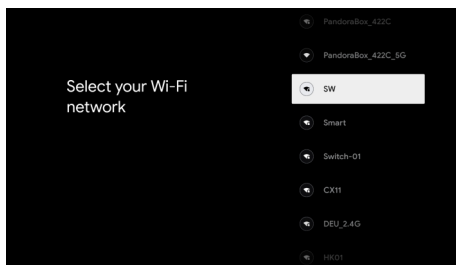 Select your Wi-Fi
network
PandoraBox_422C
PandoraBox_422C_5G
SW
Smart
Switch-01
CX11
DEU_2.4G
HK01